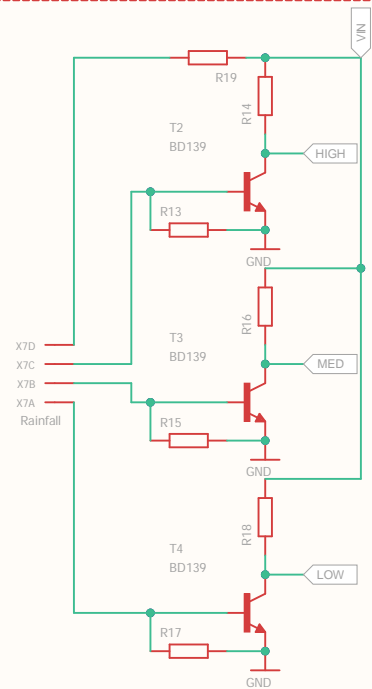 VIN
R19
R14
T2
BD139
HIGH
R13
GND
R16
T3
BD139
X7D
X7C
X7B
X7A
Rainfall
MED
R15
GND
R18
T4
BD139
LOW
R17
GND